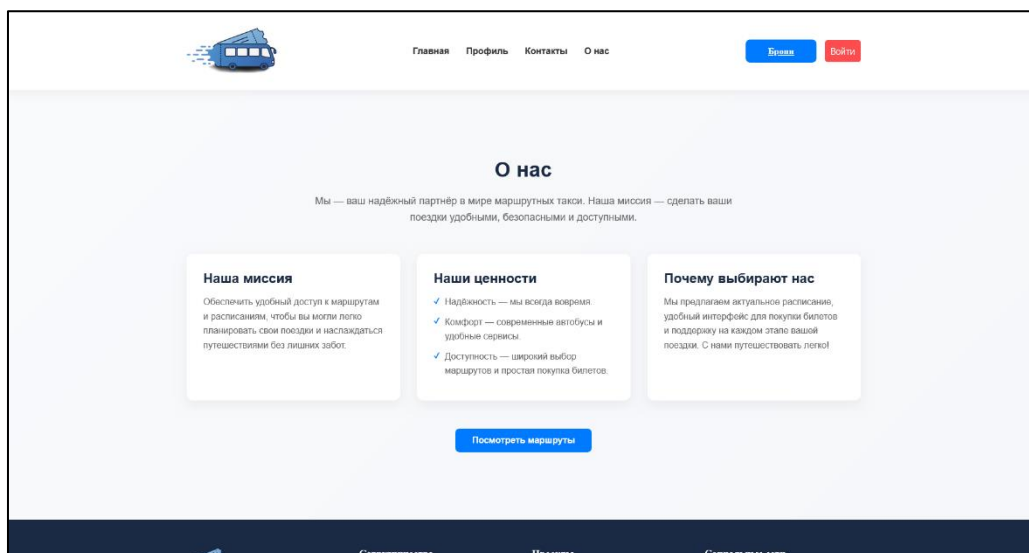 Главная Профиль Контакты О нас
Брони
Войти
О нас
Мы — ваш надёжный партнёр в мире маршрутных такси. Наша миссия — сделать ваши
поездки удобными, безопасными и доступными.
Наша миссия
Обеспечить удобный доступ к маршрутам
и расписаниям, чтобы вы могли легко
планировать свои поездки и наслаждаться
путешествиями без лишних забот.
Наши ценности
✓ Надёжность — мы всегда вовремя.
✓ Комфорт — современные автобусы и
удобные сервисы.
✓ Доступность — широкий выбор
маршрутов и простая покупка билетов.
Почему выбирают нас
Мы предлагаем актуальное расписание,
удобный интерфейс для покупки билетов
и поддержку на каждом этапе вашей
поездки. С нами путешествовать легко!
Посмотреть маршруты